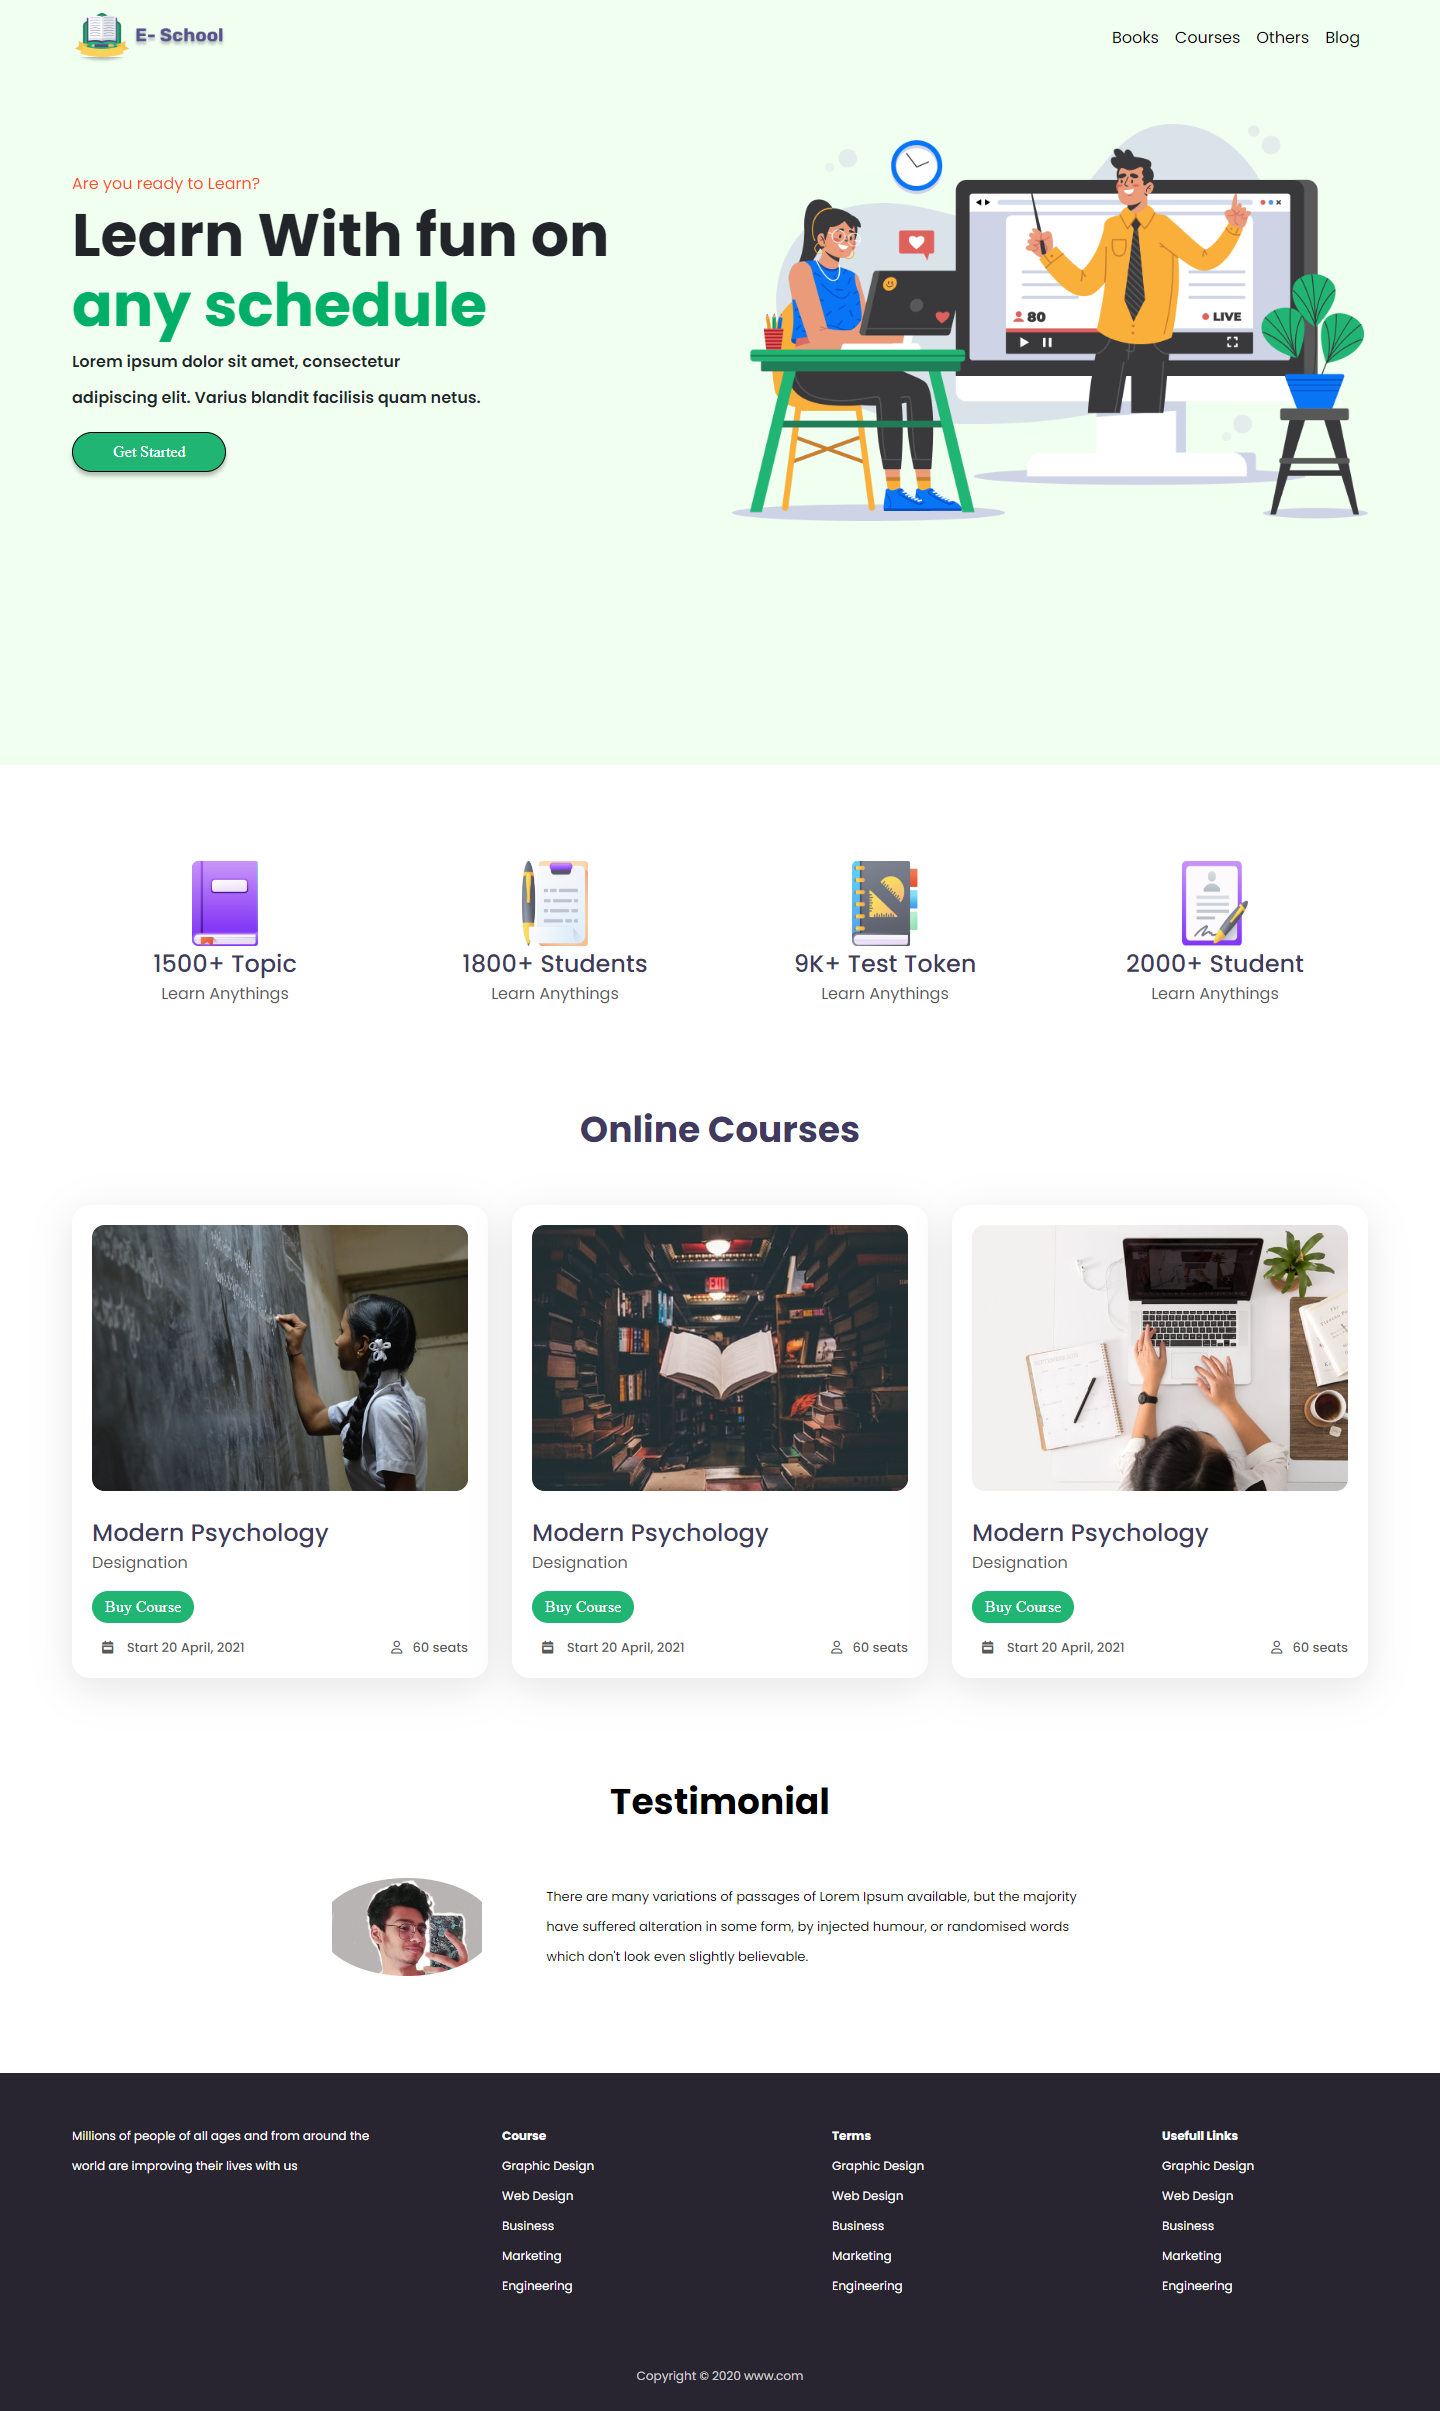 E- School
Books Courses Others Blog
Are you ready to Learn?
Learn With fun on
any schedule
Lorem ipsum dolor sit amet, consectetur
adipiscing elit. Varius blandit facilisis quam netus.
Get Started
80
LIVE
1500+ Topic
Learn Anythings
1800+ Students
Learn Anythings
9K+ Test Token
Learn Anythings
2000+ Student
Learn Anythings
Online Courses
EXIT
Modern Psychology
Designation
Buy Course
Start 20 April, 2021 60 seats
Modern Psychology
Designation
Buy Course
Start 20 April, 2021 60 seats
Modern Psychology
Designation
Buy Course
Start 20 April, 2021 60 seats
Testimonial
There are many variations of passages of Lorem Ipsum available, but the majority
have suffered alteration in some form, by injected humour, or randomised words
which don't look even slightly believable.
Millions of people of all ages and from around the
world are improving their lives with us
Course
Graphic Design
Web Design
Business
Marketing
Engineering
Terms
Graphic Design
Web Design
Business
Marketing
Engineering
Usefull Links
Graphic Design
Web Design
Business
Marketing
Engineering
Copyright © 2020 www.com